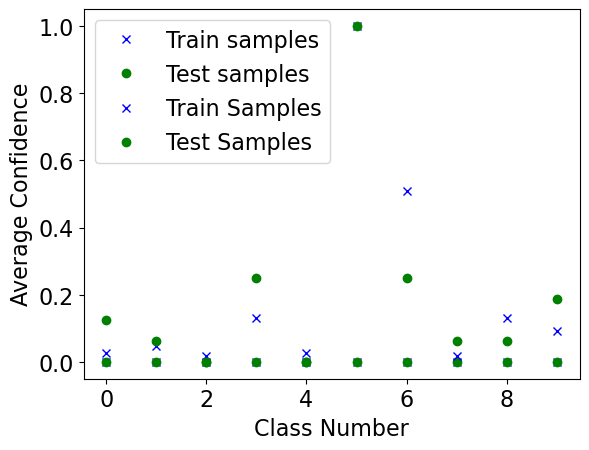 1.0
0.8
0.6
0.4
0.2
0.0
Average Confidence
Train samples
Test samples
Train Samples
Test Samples
0 2 4 6 8
Class Number